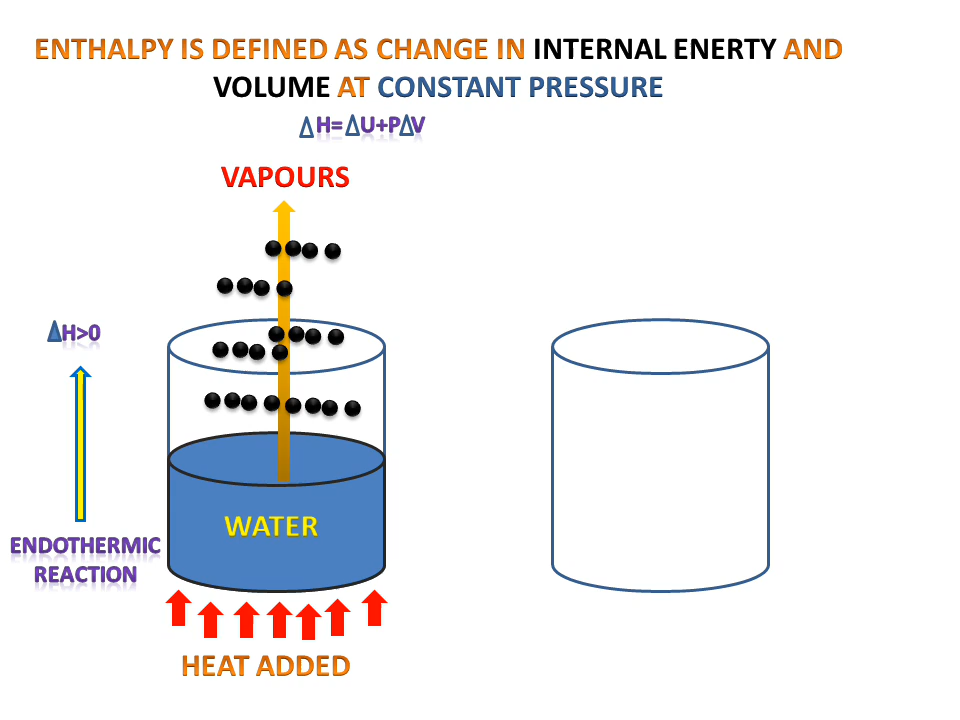 ENTHALPY IS DEFINED AS CHANGE IN INTERNAL ENERTY AND
VOLUME AT CONSTANT PRESSURE
ΔH=ΔU+PΔV
VAPOURS
ΔH>0
WATER
ENDOTHERMIC
REACTION
HEAT ADDED